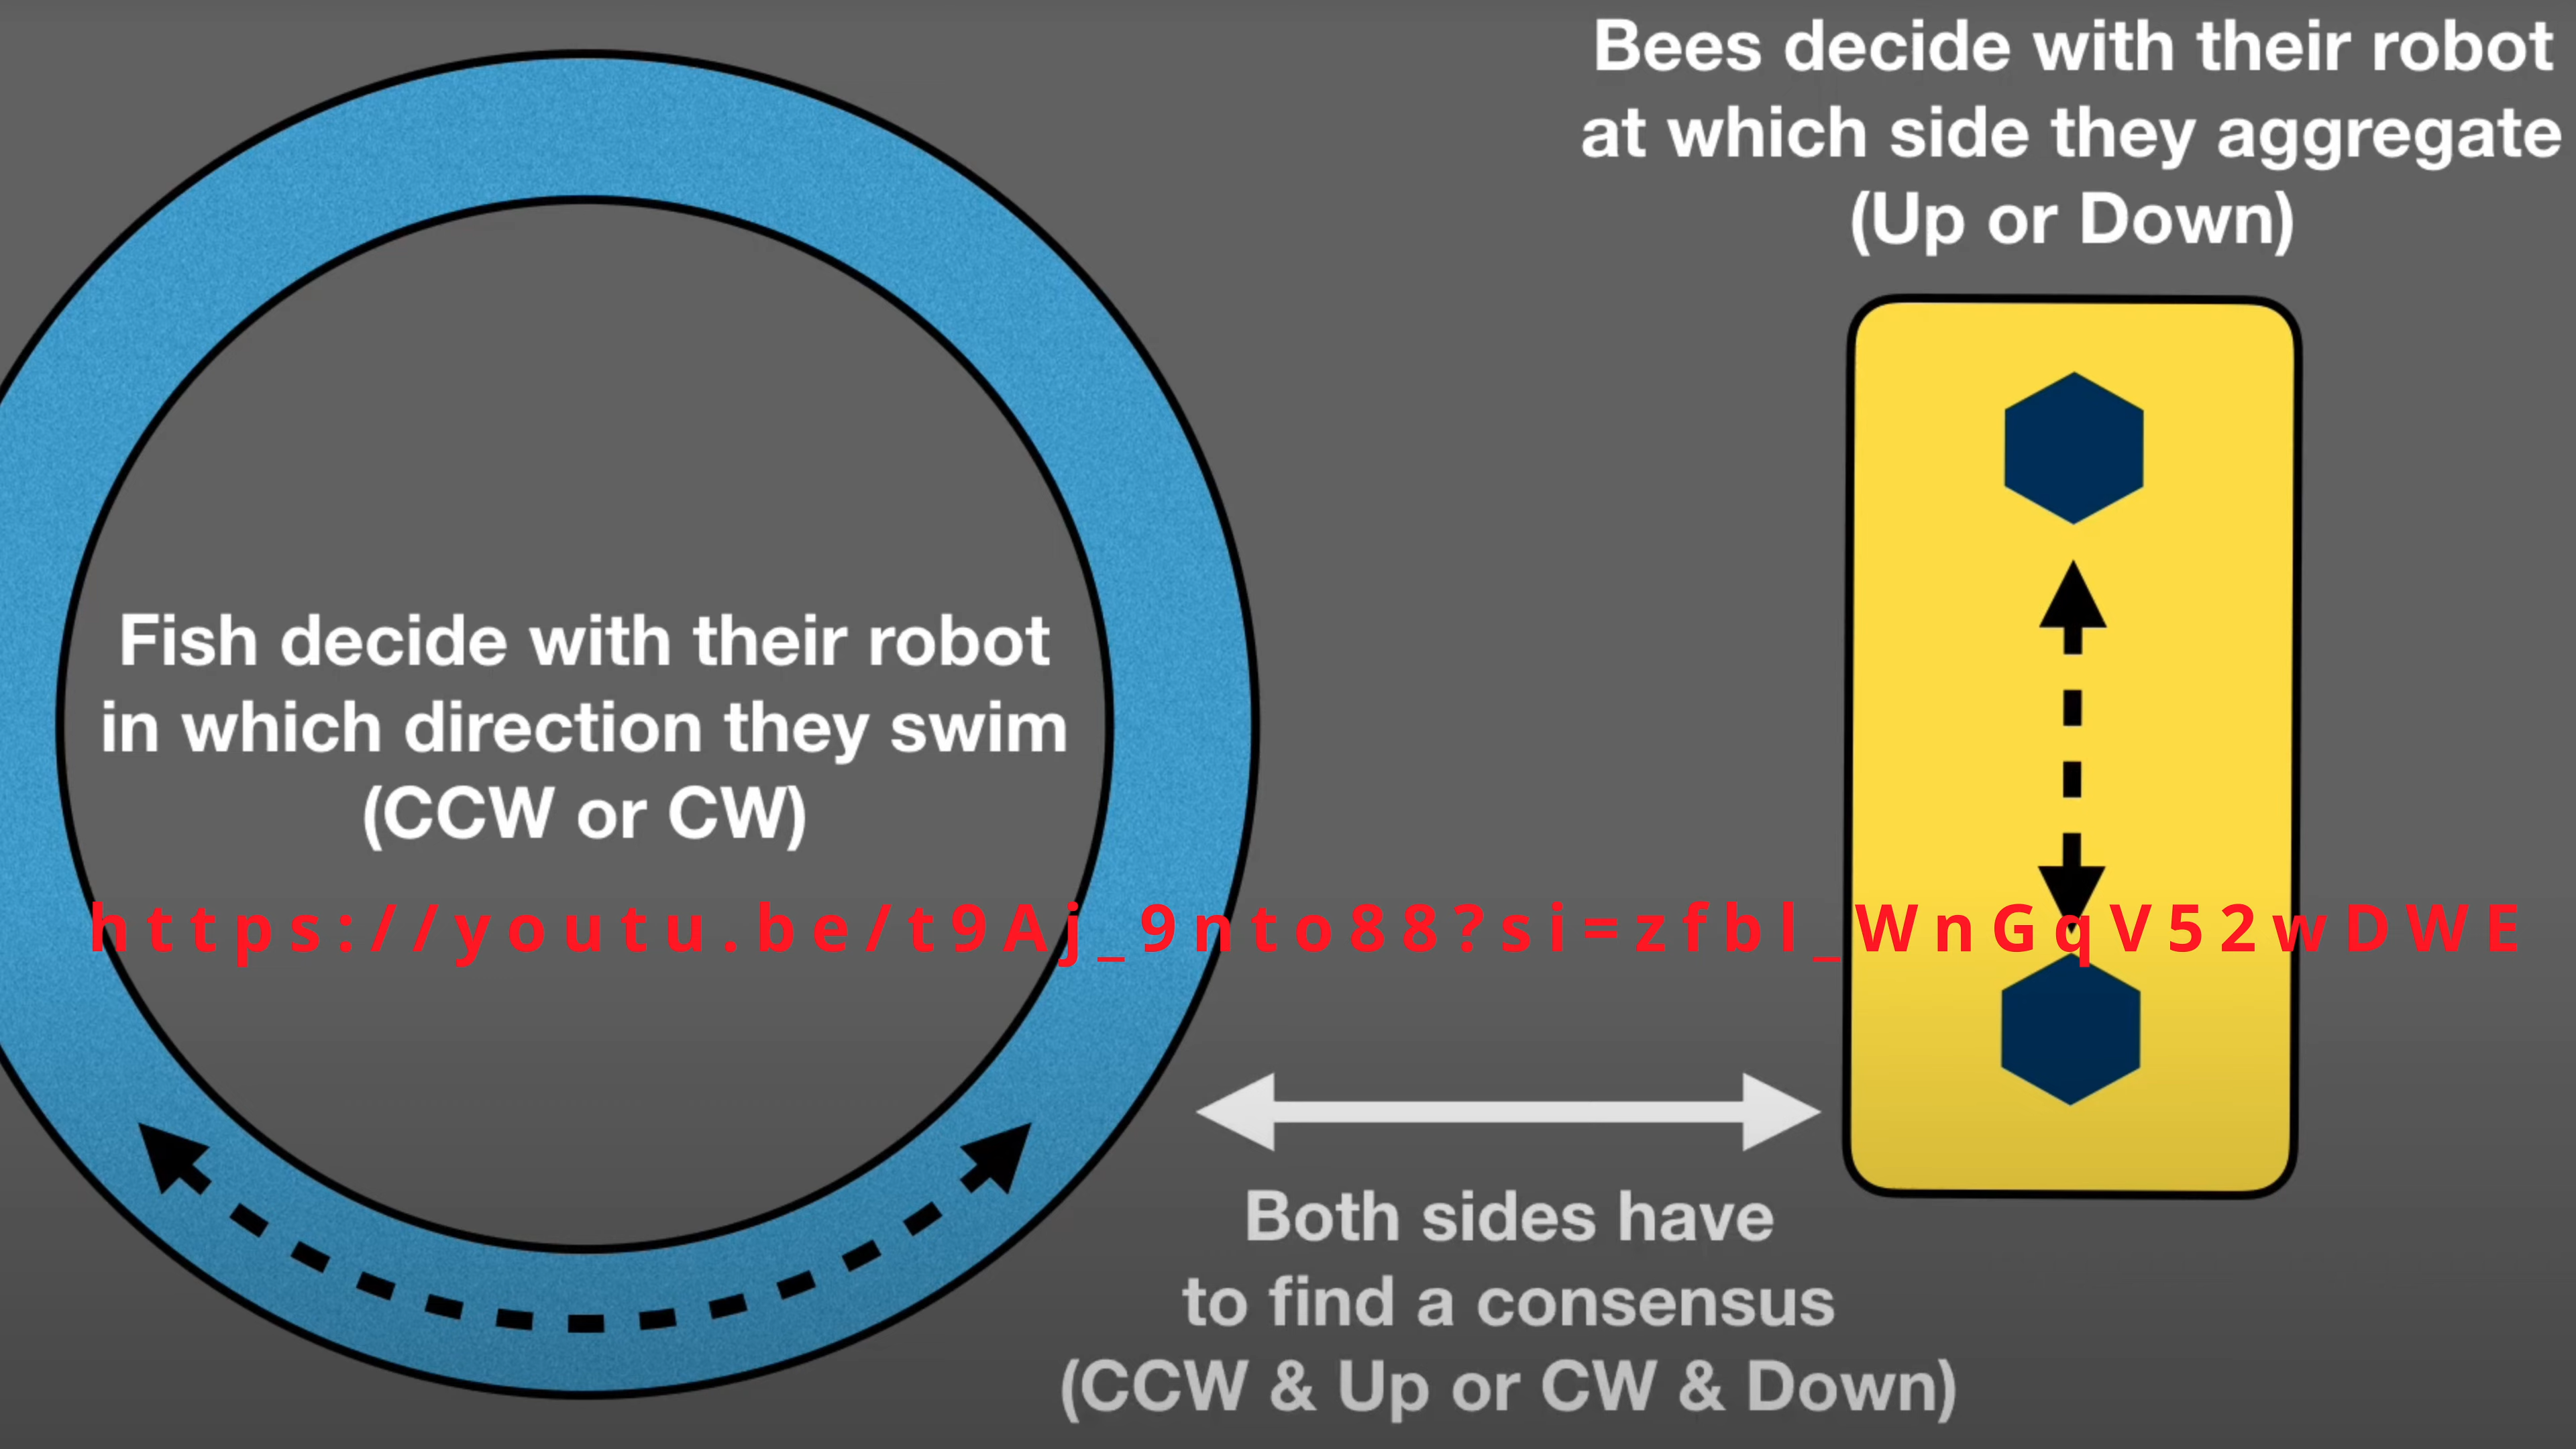 Bees decide with their robot
at which side they aggregate
(Up or Down)
Fish decide with their robot
in which direction they swim
(CCW or CW)
https://youtu.be/t9Aj_9nto88?si=zfbl_WnGqV52wDWE
Both sides have
to find a consensus
(CCW & Up or CW & Down)